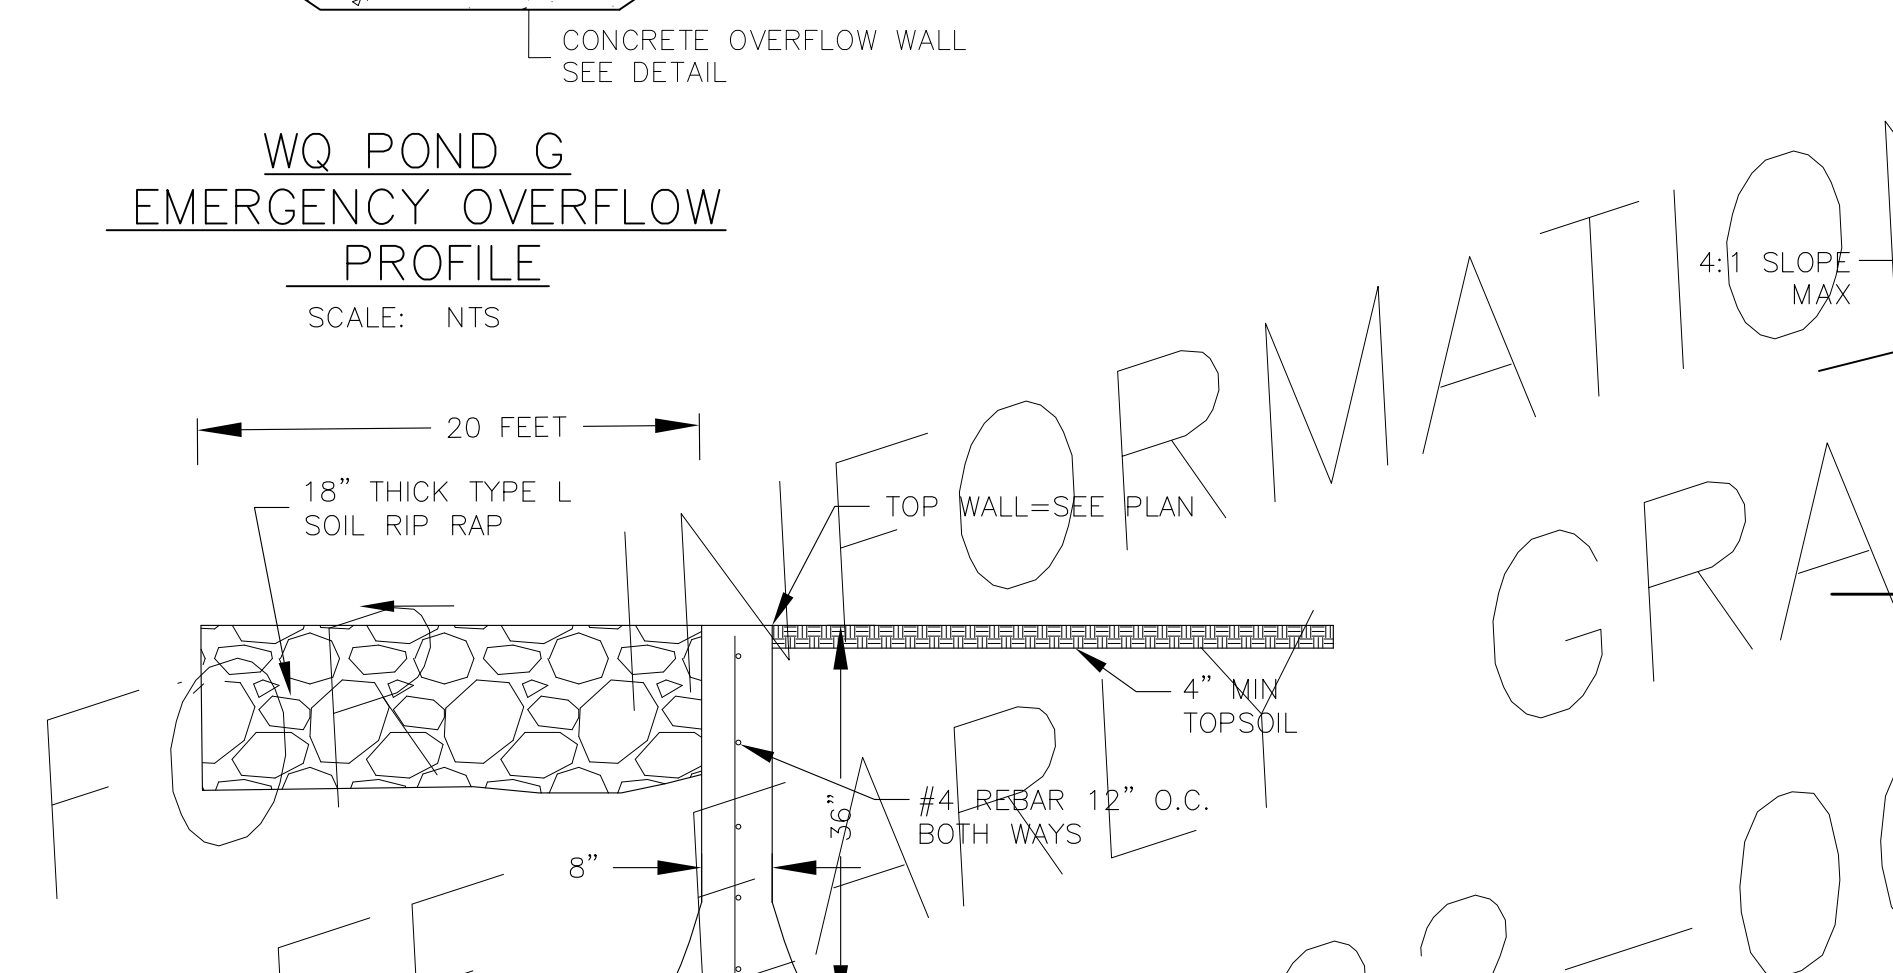 CONCRETE OVERFLOW WALL
SEE DETAIL
WQ POND G
EMERGENCY OVERFLOW
PROFILE
SCALE: NTS
4:1 SLOPE
MAX
20 FEET
18” THICK TYPE L
SOIL RIP RAP
TOP WALL=SEE PLAN
4” MIN
TOPSOIL
#4 REBAR 12” O.C.
BOTH WAYS
36”
8”
FOR INFORMATION
EARLY GRA